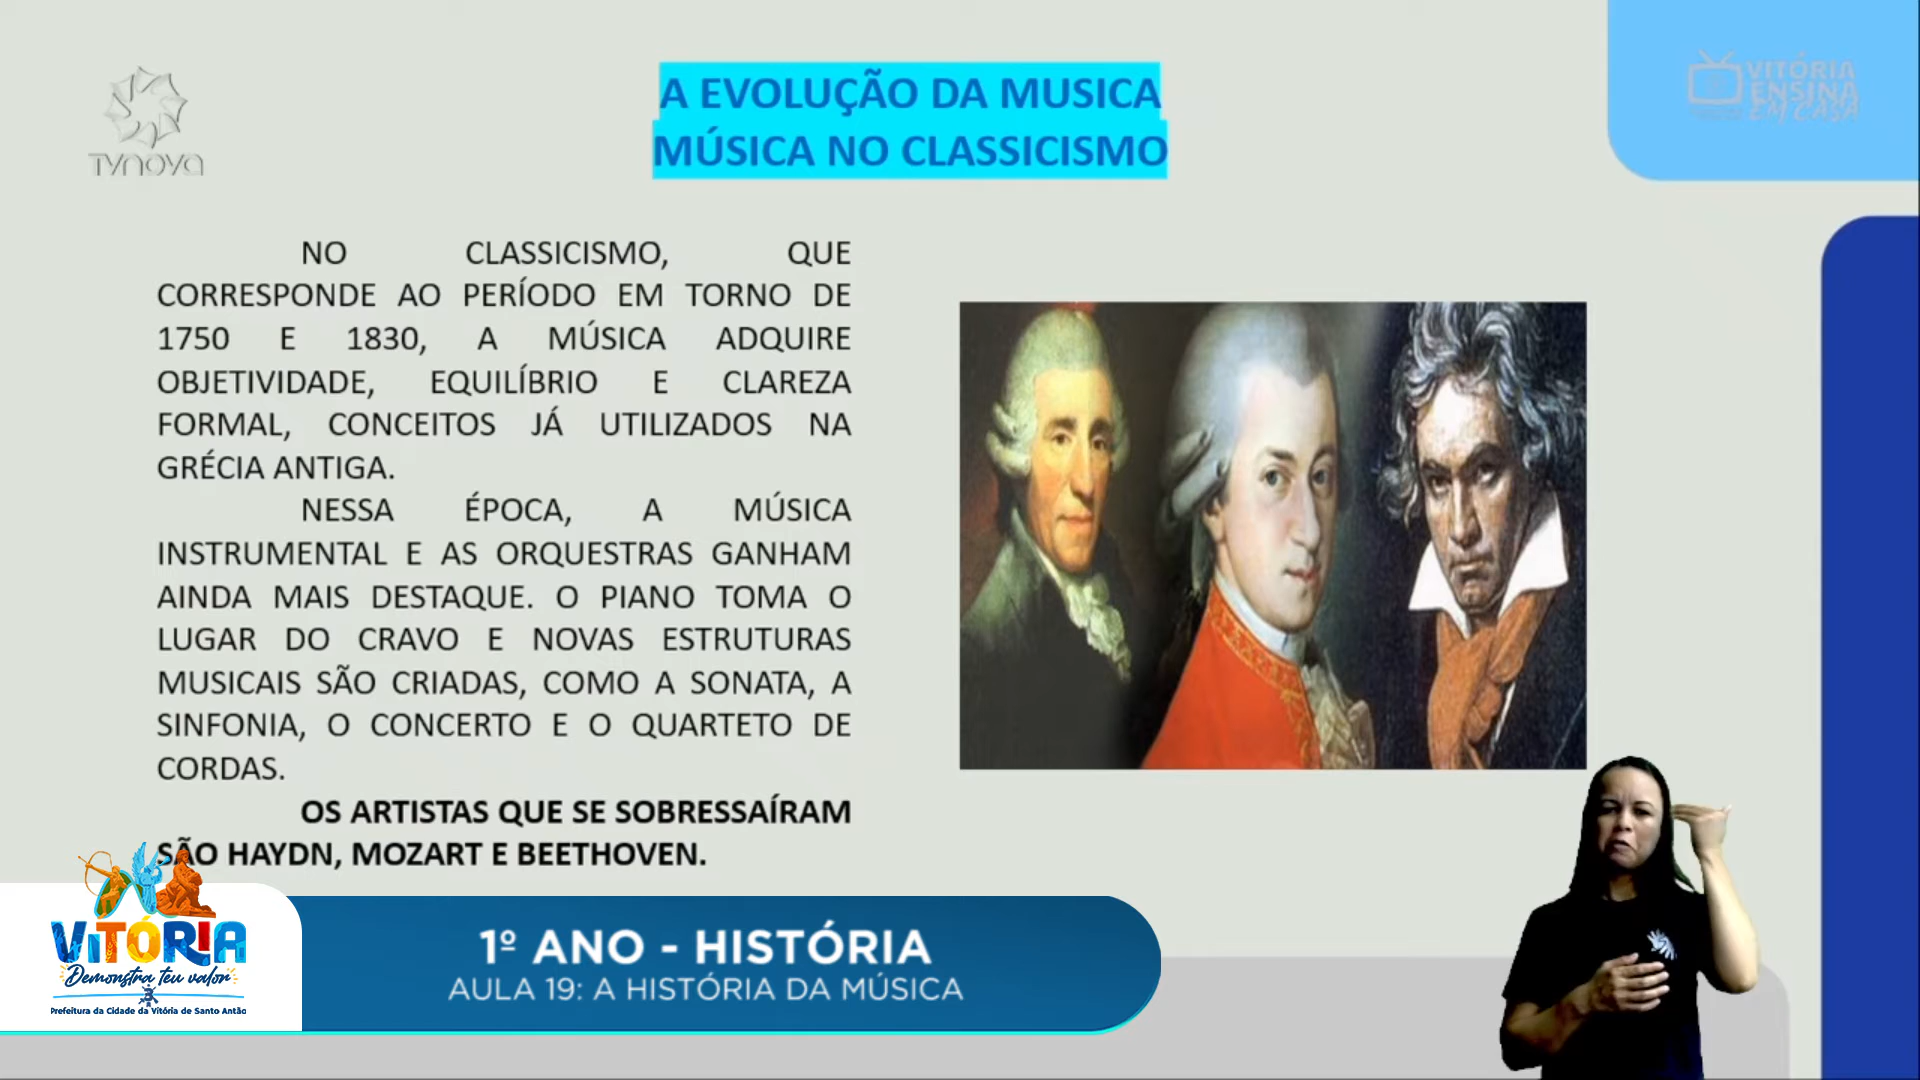 A EVOLUÇÃO DA MUSICA
MÚSICA NO CLASSICISMO
TVNOVA
VITÓRIA
ENSINA
EM CASA
NO CLASSICISMO, QUE
CORRESPONDE AO PERÍODO EM TORNO DE
1750 E 1830, A MÚSICA ADQUIRE
OBJETIVIDADE, EQUILÍBRIO E CLAREZA
FORMAL, CONCEITOS JÁ UTILIZADOS NA
GRÉCIA ANTIGA.
NESSA ÉPOCA, A MÚSICA
INSTRUMENTAL E AS ORQUESTRAS GANHAM
AINDA MAIS DESTAQUE. O PIANO TOMA O
LUGAR DO CRAVO E NOVAS ESTRUTURAS
MUSICAIS SÃO CRIADAS, COMO A SONATA, A
SINFONIA, O CONCERTO E O QUARTETO DE
CORDAS.
OS ARTISTAS QUE SE SOBRESSAÍRAM
SÃO HAYDN, MOZART E BEETHOVEN.
VITÓRIA
Demonstra teu valor
Prefeitura da Cidade da Vitória de Santo Antão
1º ANO - HISTÓRIA
AULA 19: A HISTÓRIA DA MÚSICA